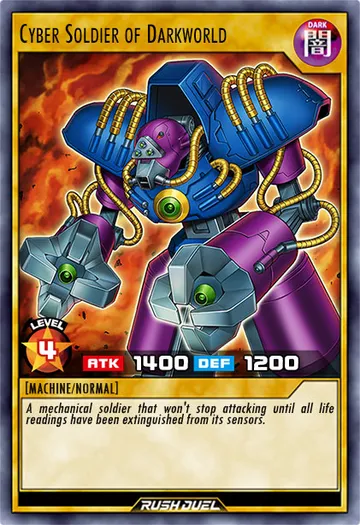 Cyber Soldier of Darkworld
DARK
闇
LEVEL
4
ATK 1400 DEF 1200
[MACHINE/NORMAL]
A mechanical soldier that won't stop attacking until all life
readings have been extinguished from its sensors.
RUSH DUEL